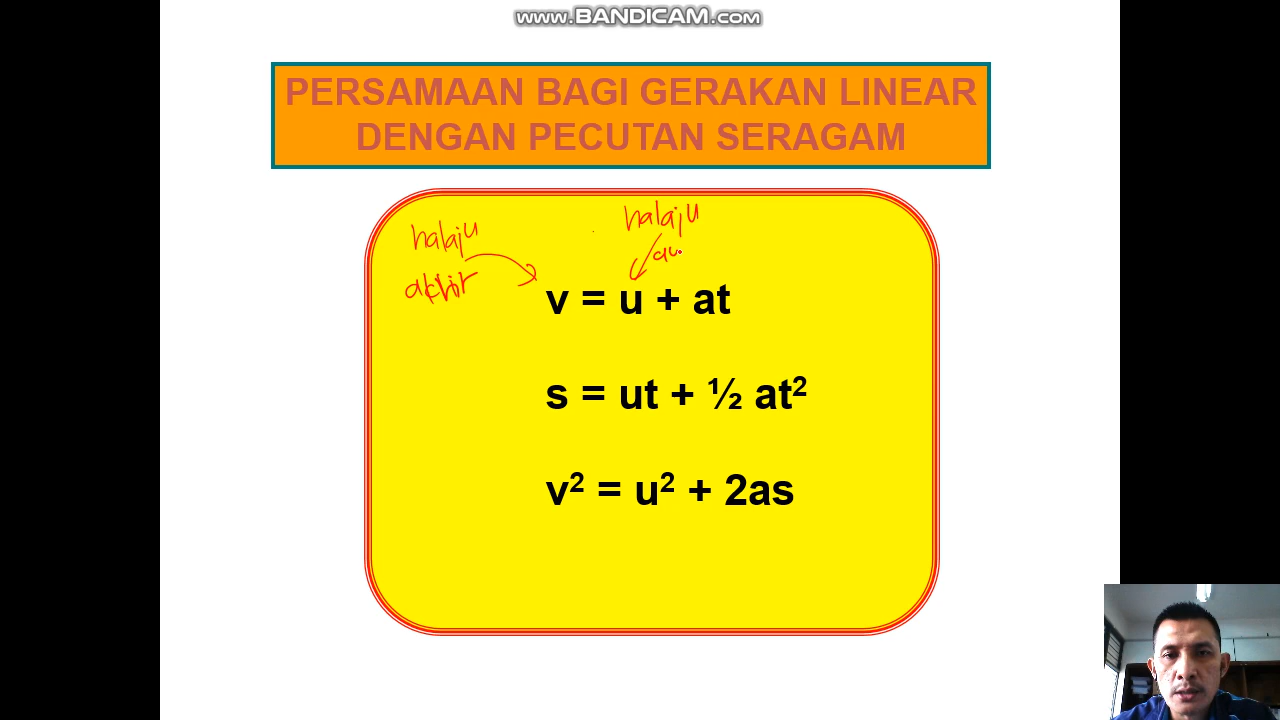 www.BANDICAM.com
PERSAMAAN BAGI GERAKAN LINEAR
DENGAN PECUTAN SERAGAM
halaju
akhir
halaju
v = u + at
s = ut + ½ at²
v² = u² + 2as